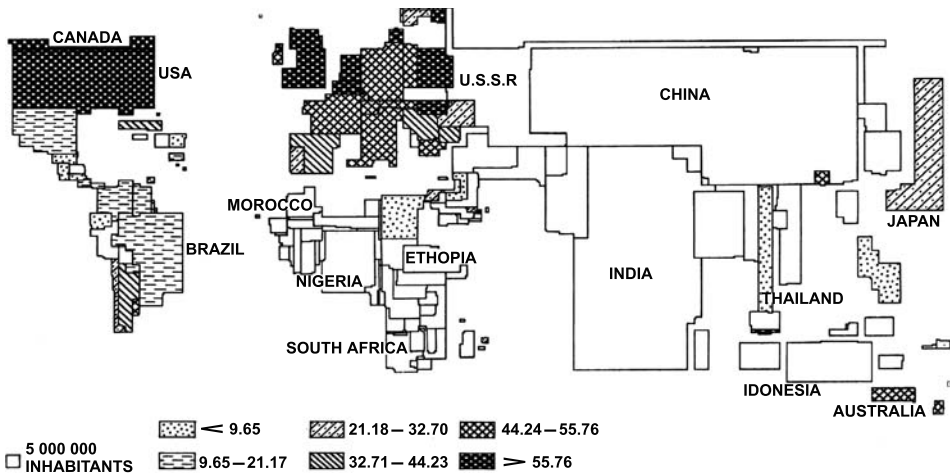 CANADA
USA
U.S.S.R
CHINA
MOROCCO
JAPAN
BRAZIL
ETHOPIA
NIGERIA
INDIA
THAILAND
SOUTH AFRICA
IDONESIA
AUSTRALIA
< 9.65
21.18 – 32.70
44.24 – 55.76
5 000 000
INHABITANTS
9.65 – 21.17
32.71 – 44.23
> 55.76